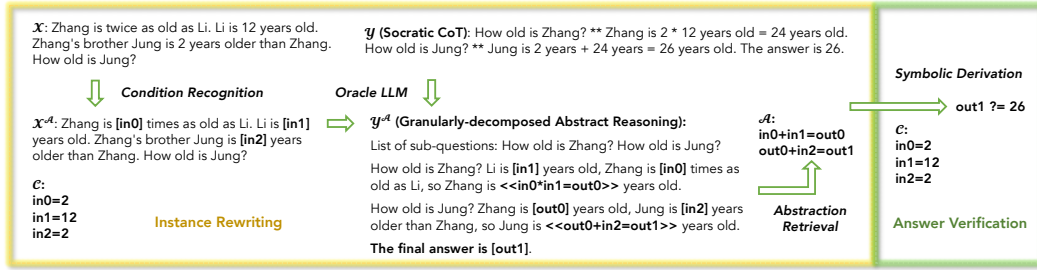 𝒳: Zhang is twice as old as Li. Li is 12 years old.
Zhang's brother Jung is 2 years older than Zhang.
How old is Jung?
𝒴 (Socratic CoT): How old is Zhang? ** Zhang is 2 * 12 years old = 24 years old.
How old is Jung? ** Jung is 2 years + 24 years = 26 years old. The answer is 26.
Condition Recognition
Oracle LLM
𝒳^𝒜: Zhang is [in0] times as old as Li. Li is [in1]
years old. Zhang's brother Jung is [in2] years
older than Zhang. How old is Jung?
𝒞:
in0=2
in1=12
in2=2
Instance Rewriting
𝒴^𝒜 (Granularly-decomposed Abstract Reasoning):
List of sub-questions: How old is Zhang? How old is Jung?
How old is Zhang? Li is [in1] years old, Zhang is [in0] times as
old as Li, so Zhang is <<in0*in1=out0>> years old.
How old is Jung? Zhang is [out0] years old, Jung is [in2] years
older than Zhang, so Jung is <<out0+in2=out1>> years old.
The final answer is [out1].
𝒜:
in0+in1=out0
out0+in2=out1
Abstraction
Retrieval
Symbolic Derivation
out1 ?= 26
𝒞:
in0=2
in1=12
in2=2
Answer Verification